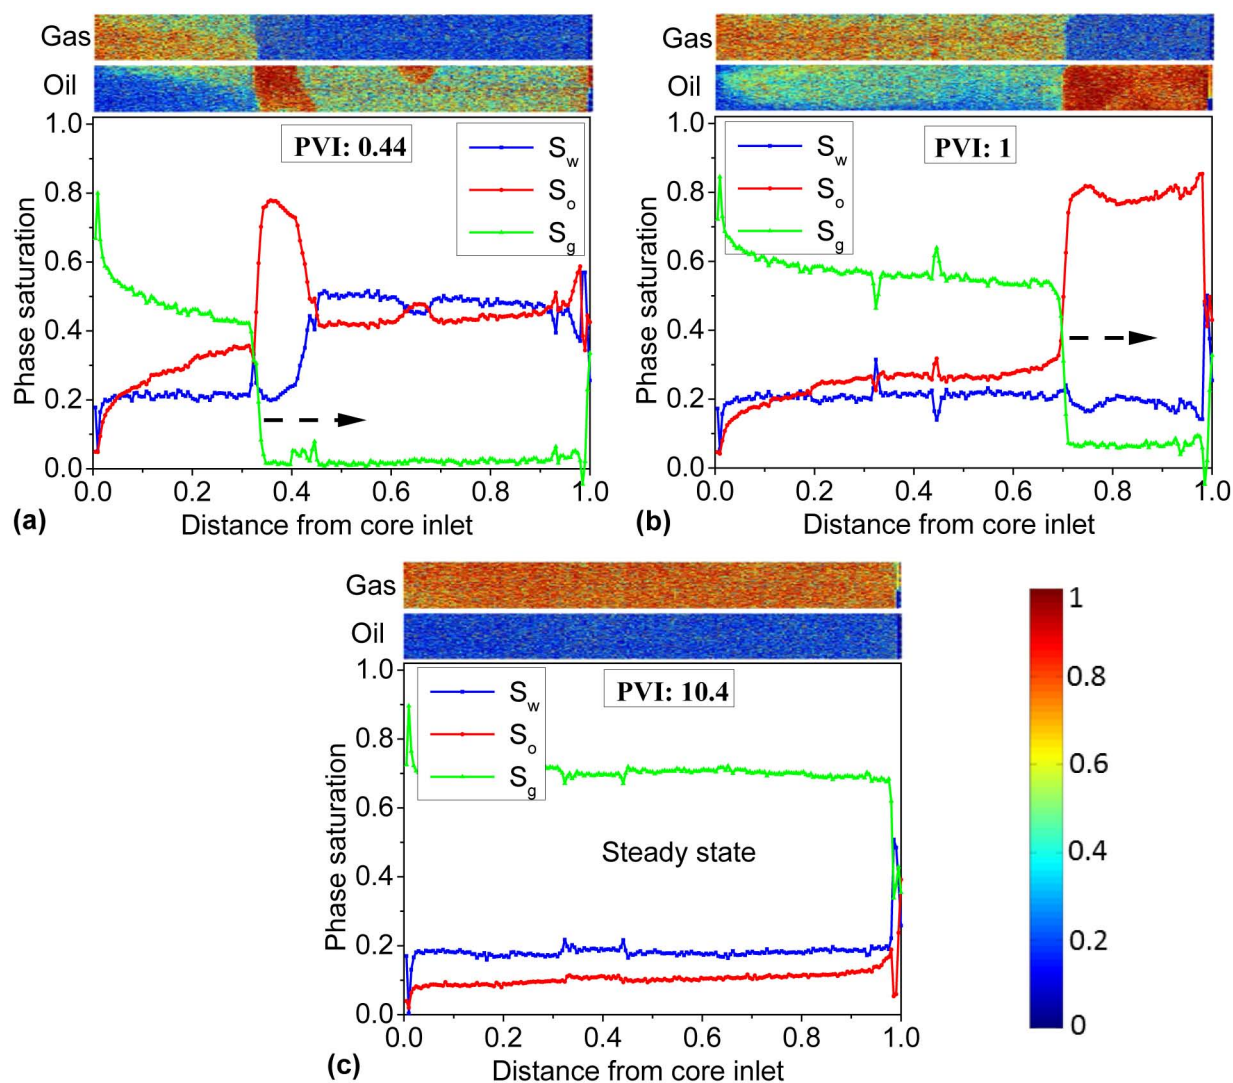 Gas
Oil
1.0
0.8
0.6
0.4
0.2
0.0
Phase saturation
PVI: 0.44
Sw
So
Sg
0.0 0.2 0.4 0.6 0.8 1.0
Distance from core inlet
(a)
Gas
Oil
1.0
0.8
0.6
0.4
0.2
0.0
Phase saturation
PVI: 1
Sw
So
Sg
0.0 0.2 0.4 0.6 0.8 1.0
Distance from core inlet
(b)
Gas
Oil
1.0
0.8
0.6
0.4
0.2
0.0
Phase saturation
PVI: 10.4
Sw
So
Sg
Steady state
0.0 0.2 0.4 0.6 0.8 1.0
Distance from core inlet
(c)
1
0.8
0.6
0.4
0.2
0